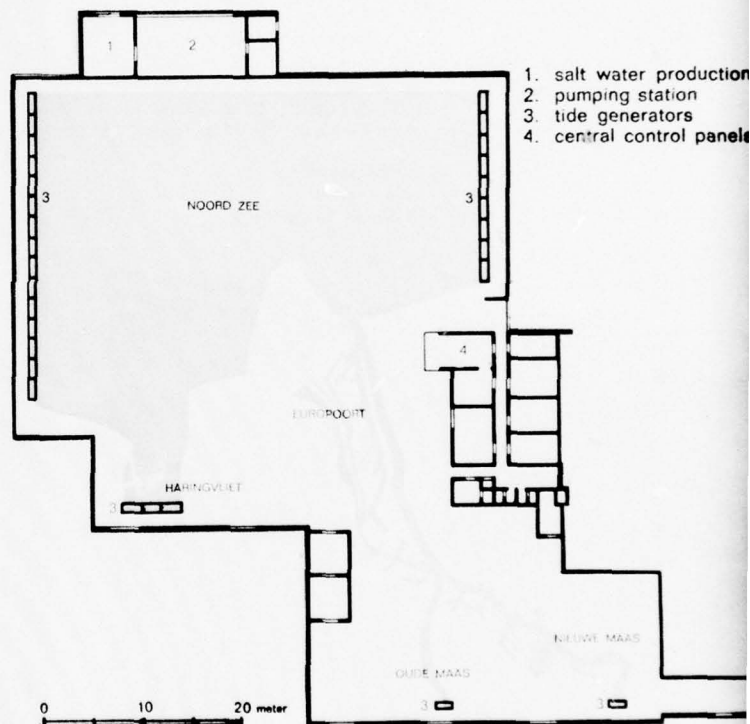 1 2
1. salt water production
2. pumping station
3. tide generators
4. central control panels
3 NOORD ZEE 3
4
EUROPOORT
HARINGVLIET
3
NIEUWE MAAS
OUDE MAAS
3 3
0 10 20 meter